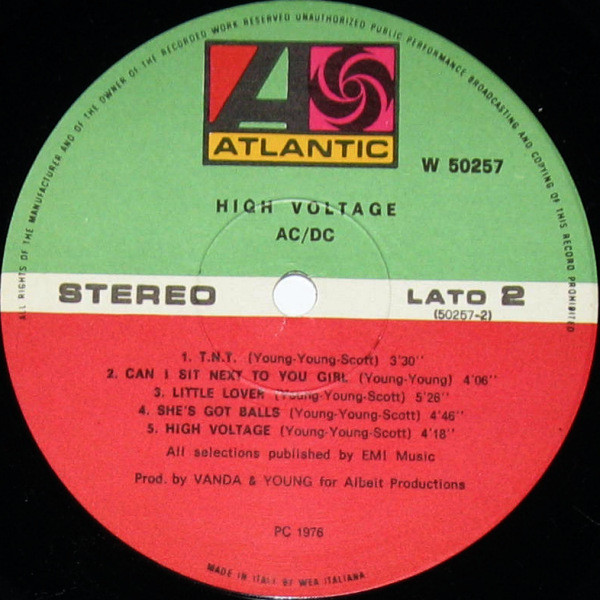 ALL RIGHTS OF THE MANUFACTURER AND OF THE OWNER OF THE RECORDED WORK RESERVED UNAUTHORIZED PUBLIC PERFORMANCE BROADCASTING AND COPYING OF THIS RECORD PROHIBITED
A
ATLANTIC
W 50257
HIGH VOLTAGE
AC/DC
STEREO
LATO 2
(50257-2)
1. T.N.T. (Young-Young-Scott) 3'30''
2. CAN I SIT NEXT TO YOU GIRL (Young-Young) 4'06''
3. LITTLE LOVER (Young-Young-Scott) 5'26''
4. SHE'S GOT BALLS (Young-Young-Scott) 4'46''
5. HIGH VOLTAGE (Young-Young-Scott) 4'18''
All selections published by EMI Music
Prod. by VANDA & YOUNG for Albeit Productions
PC 1976
MADE IN ITALY BY WEA ITALIANA